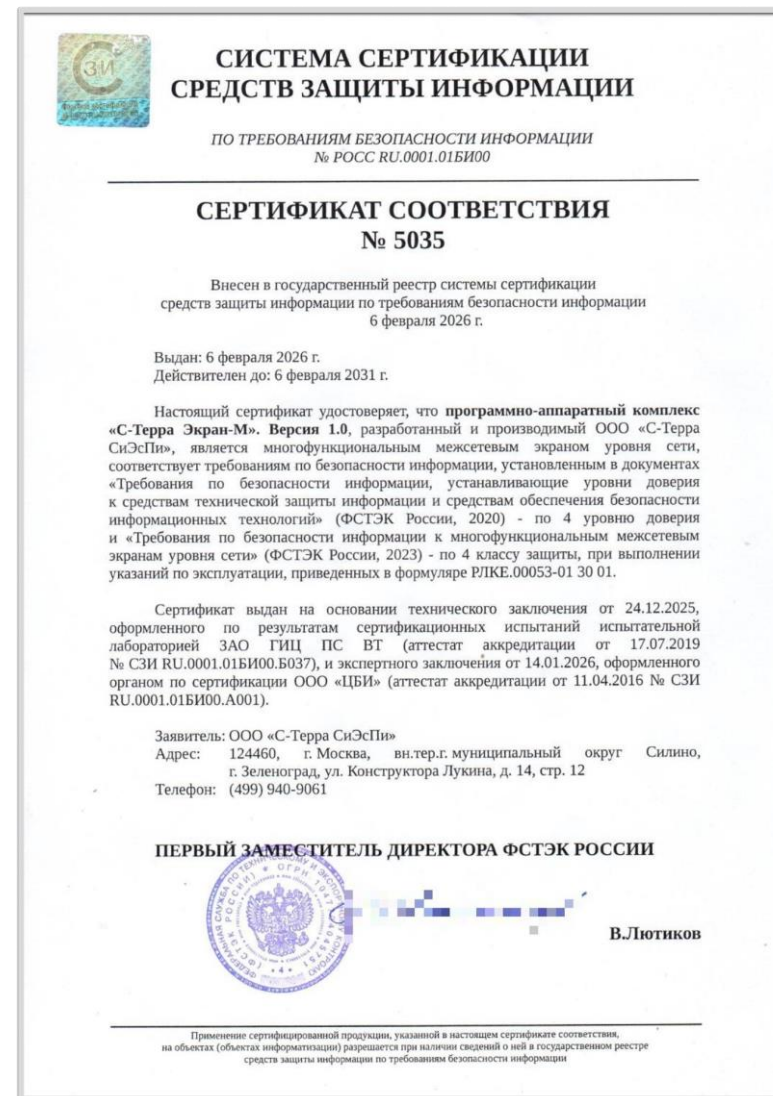 СЗИ
СИСТЕМА СЕРТИФИКАЦИИ
СРЕДСТВ ЗАЩИТЫ ИНФОРМАЦИИ
ПО ТРЕБОВАНИЯМ БЕЗОПАСНОСТИ ИНФОРМАЦИИ
№ РОСС RU.0001.01БИ00
СЕРТИФИКАТ СООТВЕТСТВИЯ
№ 5035
Внесен в государственный реестр системы сертификации
средств защиты информации по требованиям безопасности информации
6 февраля 2026 г.
Выдан: 6 февраля 2026 г.
Действителен до: 6 февраля 2031 г.
Настоящий сертификат удостоверяет, что программно-аппаратный комплекс
«С-Терра Экран-М». Версия 1.0, разработанный и производимый ООО «С-Терра
СиЭсПи», является многофункциональным межсетевым экраном уровня сети,
соответствует требованиям по безопасности информации, установленным в документах
«Требования по безопасности информации, устанавливающие уровни доверия
к средствам технической защиты информации и средствам обеспечения безопасности
информационных технологий» (ФСТЭК России, 2020) - по 4 уровню доверия
и «Требования по безопасности информации к многофункциональным межсетевым
экранам уровня сети» (ФСТЭК России, 2023) - по 4 классу защиты, при выполнении
указаний по эксплуатации, приведенных в формуляре РЛКЕ.00053-01 30 01.
Сертификат выдан на основании технического заключения от 24.12.2025,
оформленного по результатам сертификационных испытаний испытательной
лабораторией ЗАО ГИЦ ПС ВТ (аттестат аккредитации от 17.07.2019
№ СЗИ RU.0001.01БИ00.Б037), и экспертного заключения от 14.01.2026, оформленного
органом по сертификации ООО «ЦБИ» (аттестат аккредитации от 11.04.2016 № СЗИ
RU.0001.01БИ00.А001).
Заявитель: ООО «С-Терра СиЭсПи»
Адрес: 124460, г. Москва, вн.тер.г. муниципальный округ Силино,
г. Зеленоград, ул. Конструктора Лукина, д. 14, стр. 12
Телефон: (499) 940-9061
ПЕРВЫЙ ЗАМЕСТИТЕЛЬ ДИРЕКТОРА ФСТЭК РОССИИ
ФЕДЕРАЛЬНАЯ СЛУЖБА ПО ТЕХНИЧЕСКОМУ И ЭКСПОРТНОМУ КОНТРОЛЮ
(ФСТЭК РОССИИ)
В.Лютиков
Применение сертифицированной продукции, указанной в настоящем сертификате соответствия,
на объектах (объектах информатизации) разрешается при наличии сведений о ней в государственном реестре
средств защиты информации по требованиям безопасности информации